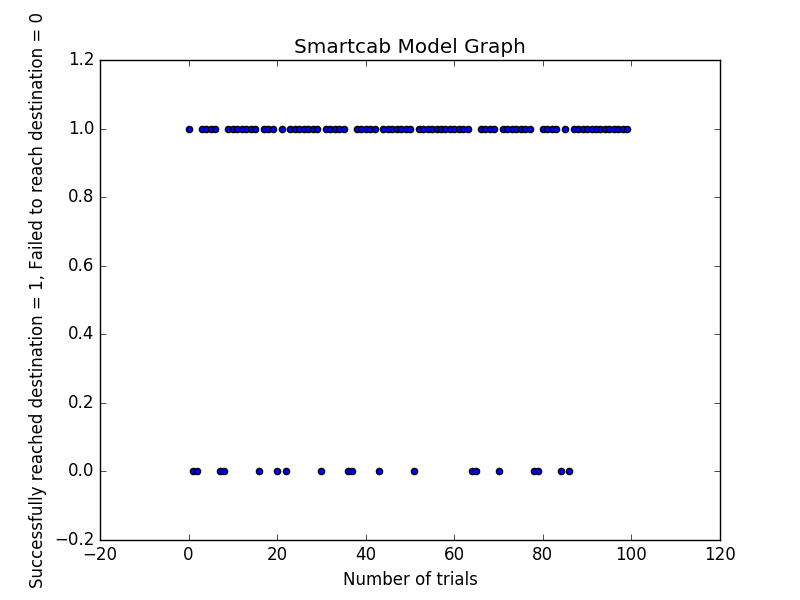 Smartcab Model Graph
Successfully reached destination = 1, Failed to reach destination = 0
1.2
1.0
0.8
0.6
0.4
0.2
0.0
−0.2
−20 0 20 40 60 80 100 120
Number of trials